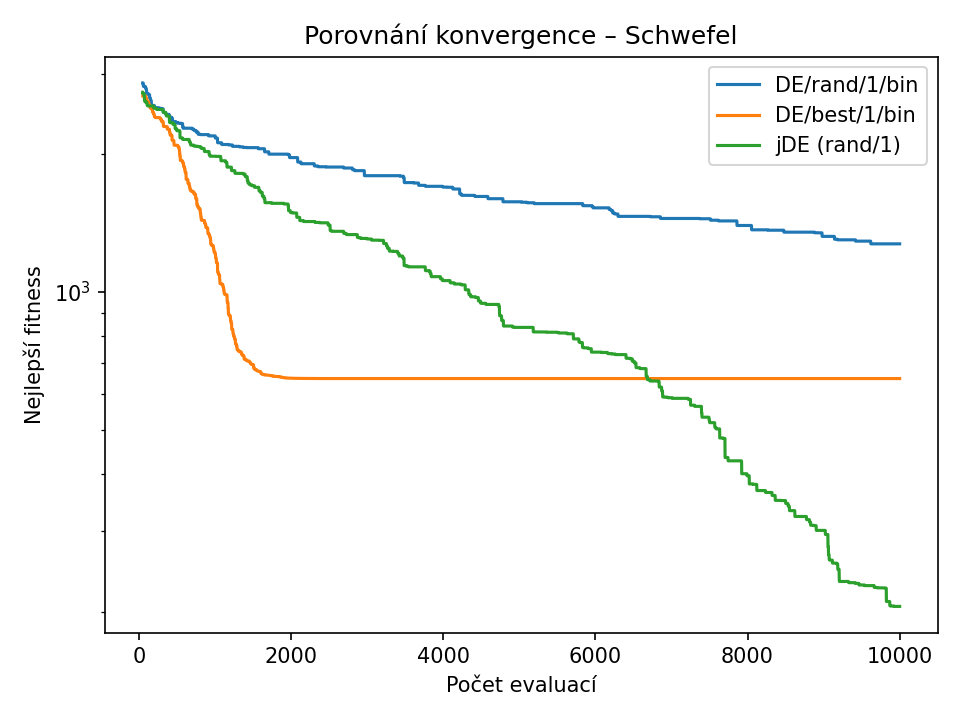 Porovnání konvergence – Schwefel
DE/rand/1/bin
DE/best/1/bin
jDE (rand/1)
Nejlepší fitness
10³
0 2000 4000 6000 8000 10000
Počet evaluací